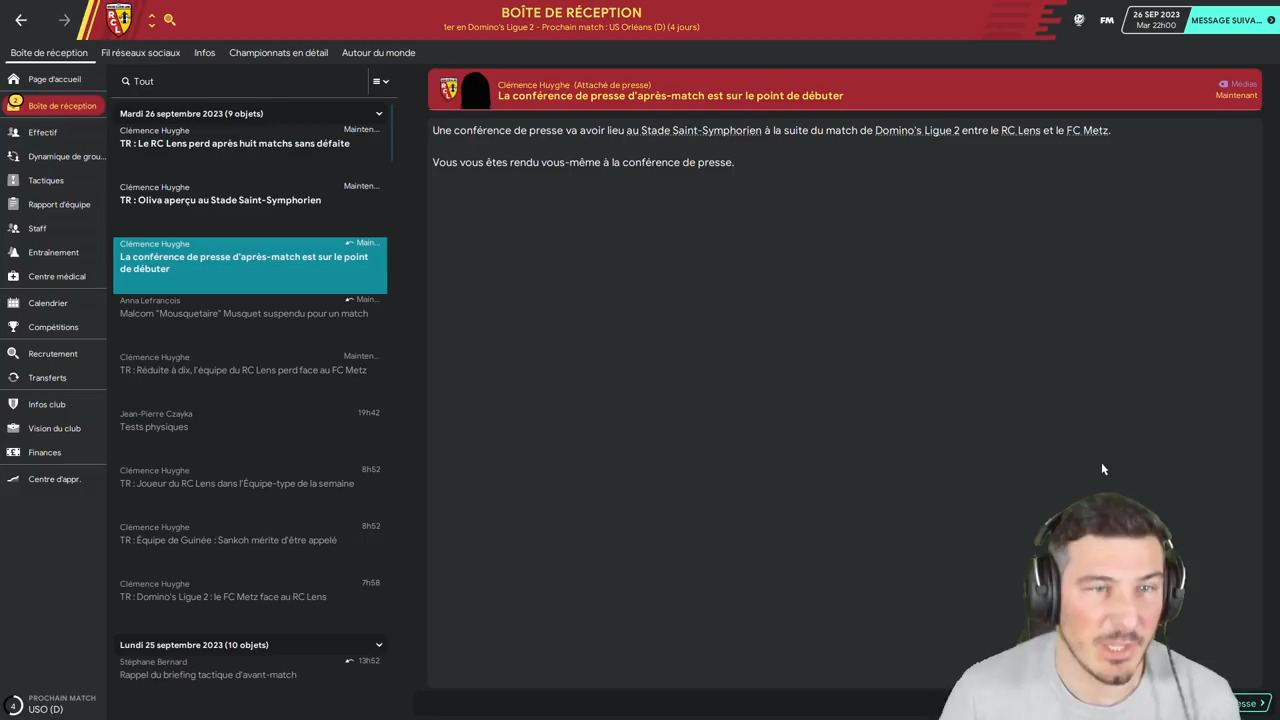 BOÎTE DE RÉCEPTION
1er en Domino's Ligue 2 - Prochain match : US Orléans (D) (4 jours)
FM
26 SEP 2023
Mar 22h00
MESSAGE SUIVA...
Boîte de réception
Fil réseaux sociaux
Infos
Championnats en détail
Autour du monde
Page d'accueil
2
Boîte de réception
Effectif
Dynamique de grou...
Tactiques
Rapport d'équipe
Staff
Entraînement
Centre médical
Calendrier
Compétitions
Recrutement
Transferts
Infos club
Vision du club
Finances
Centre d'appr.
4
PROCHAIN MATCH
USO (D)
Tout
Mardi 26 septembre 2023 (9 objets)
Clémence Huyghe Mainten...
TR : Le RC Lens perd après huit matchs sans défaite
Clémence Huyghe Mainten...
TR : Oliva aperçu au Stade Saint-Symphorien
Clémence Huyghe Main...
La conférence de presse d'après-match est sur le point
de débuter
Anna Lefrancois Main...
Malcom "Mousquetaire" Musquet suspendu pour un match
Clémence Huyghe Mainten...
TR : Réduite à dix, l'équipe du RC Lens perd face au FC Metz
Jean-Pierre Czayka 19h42
Tests physiques
Clémence Huyghe 8h52
TR : Joueur du RC Lens dans l'Équipe-type de la semaine
Clémence Huyghe 8h52
TR : Équipe de Guinée : Sankoh mérite d'être appelé
Clémence Huyghe 7h58
TR : Domino's Ligue 2 : le FC Metz face au RC Lens
Lundi 25 septembre 2023 (10 objets)
Stéphane Bernard 13h52
Rappel du briefing tactique d'avant-match
Clémence Huyghe (Attaché de presse)
La conférence de presse d'après-match est sur le point de débuter
Médias
Maintenant
Une conférence de presse va avoir lieu au Stade Saint-Symphorien à la suite du match de Domino's Ligue 2 entre le RC Lens et le FC Metz.
Vous vous êtes rendu vous-même à la conférence de presse.